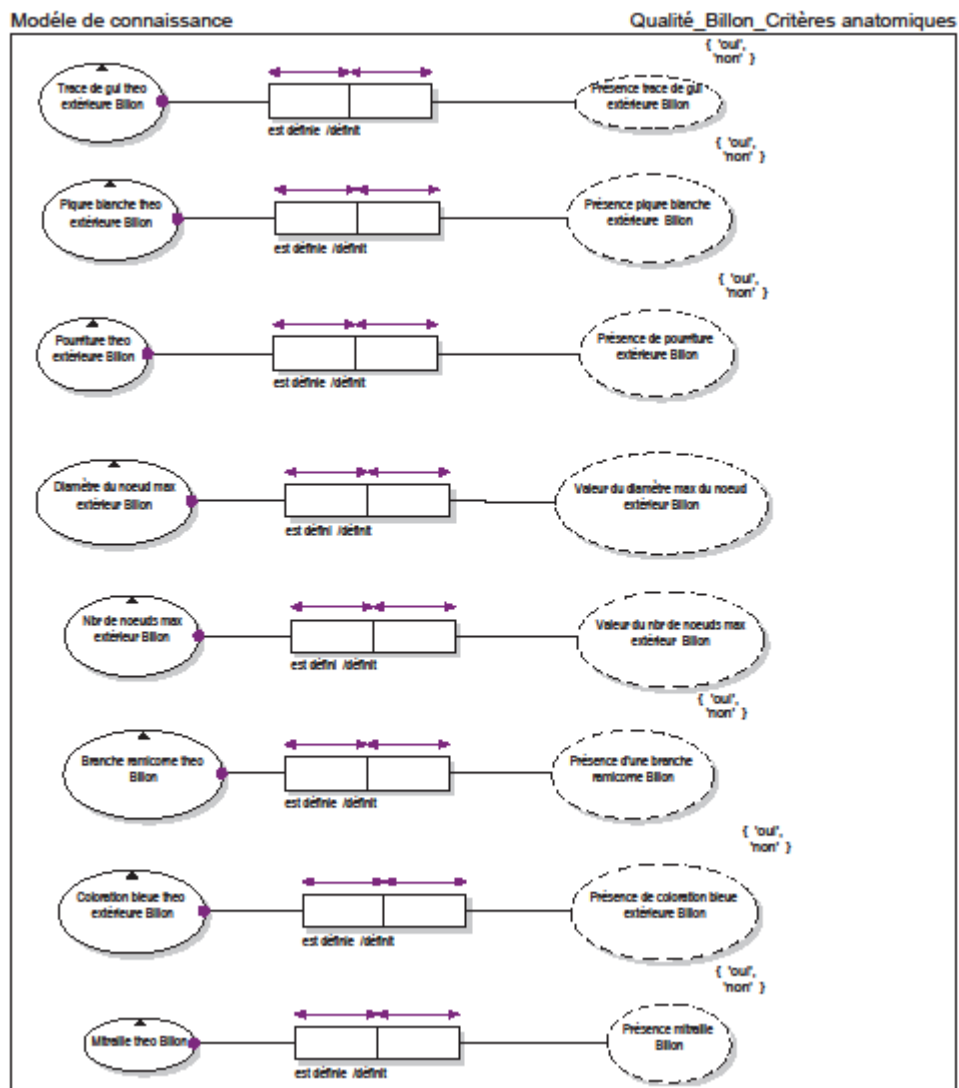 Modéle de connaissance
Qualité_Billon_Critères anatomiques
{ 'oui',
'non' }
Trace de gui theo
extérieure Billon
est définie /définit
Présence trace de gui
extérieure Billon
{ 'oui',
'non' }
Piqure blanche theo
extérieure Billon
est définie /définit
Présence piqure blanche
extérieure Billon
{ 'oui',
'non' }
Pourriture theo
extérieure Billon
est définie /définit
Présence de pourriture
extérieure Billon
Diamètre du noeud max
extérieur Billon
est défini /définit
Valeur du diamètre max du noeud
extérieur Billon
Nbr de noeuds max
extérieur Billon
est défini /définit
Valeur du nbr de noeuds max
extérieur Billon
{ 'oui',
'non' }
Branche ramicorne theo
Billon
est définie /définit
Présence d'une branche
ramicorne Billon
{ 'oui',
'non' }
Coloration bleue theo
extérieure Billon
est définie /définit
Présence de coloration bleue
extérieure Billon
{ 'oui',
'non' }
Mitraille theo Billon
est définie /définit
Présence mitraille
Billon